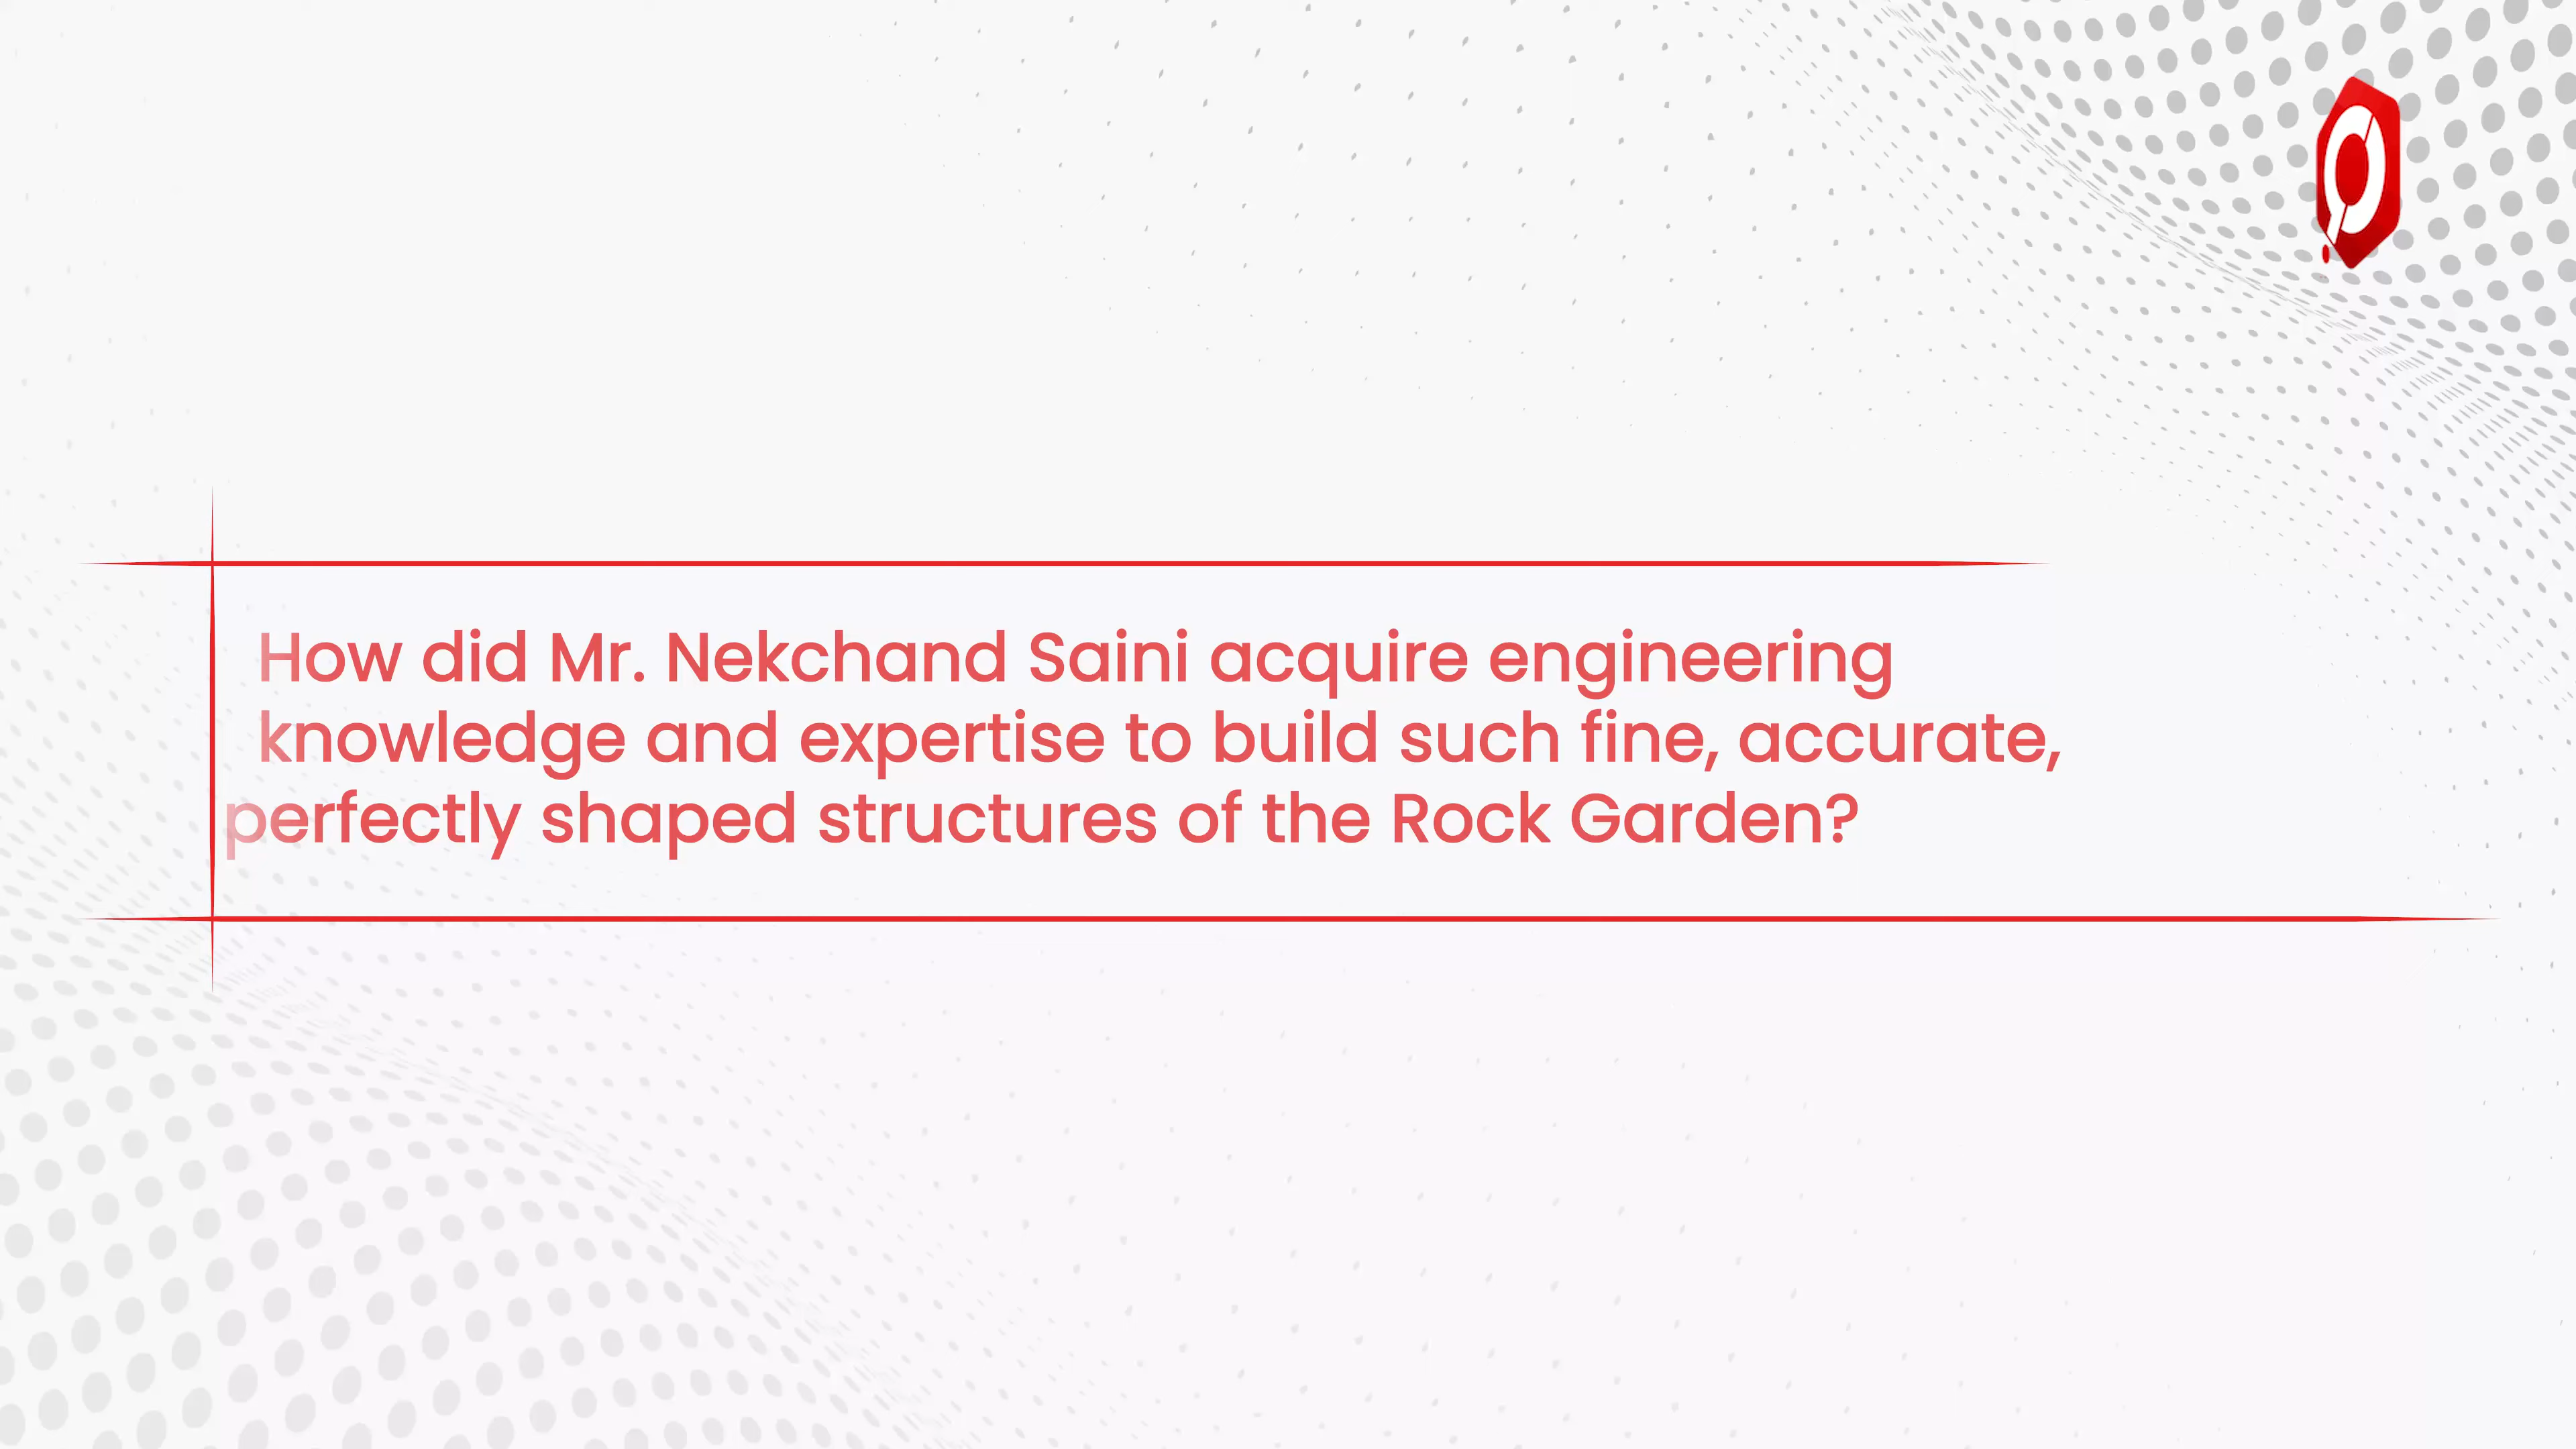 How did Mr. Nekchand Saini acquire engineering
knowledge and expertise to build such fine, accurate,
perfectly shaped structures of the Rock Garden?